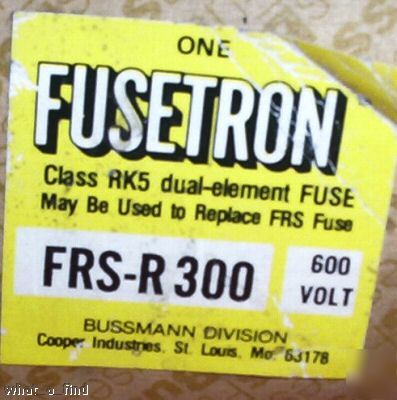 ONE
FUSETRON
Class RK5 dual-element FUSE
May Be Used to Replace FRS Fuse
FRS-R 300
600
VOLT
BUSSMANN DIVISION
Cooper Industries, St. Louis, Mo. 63178
what_o_find